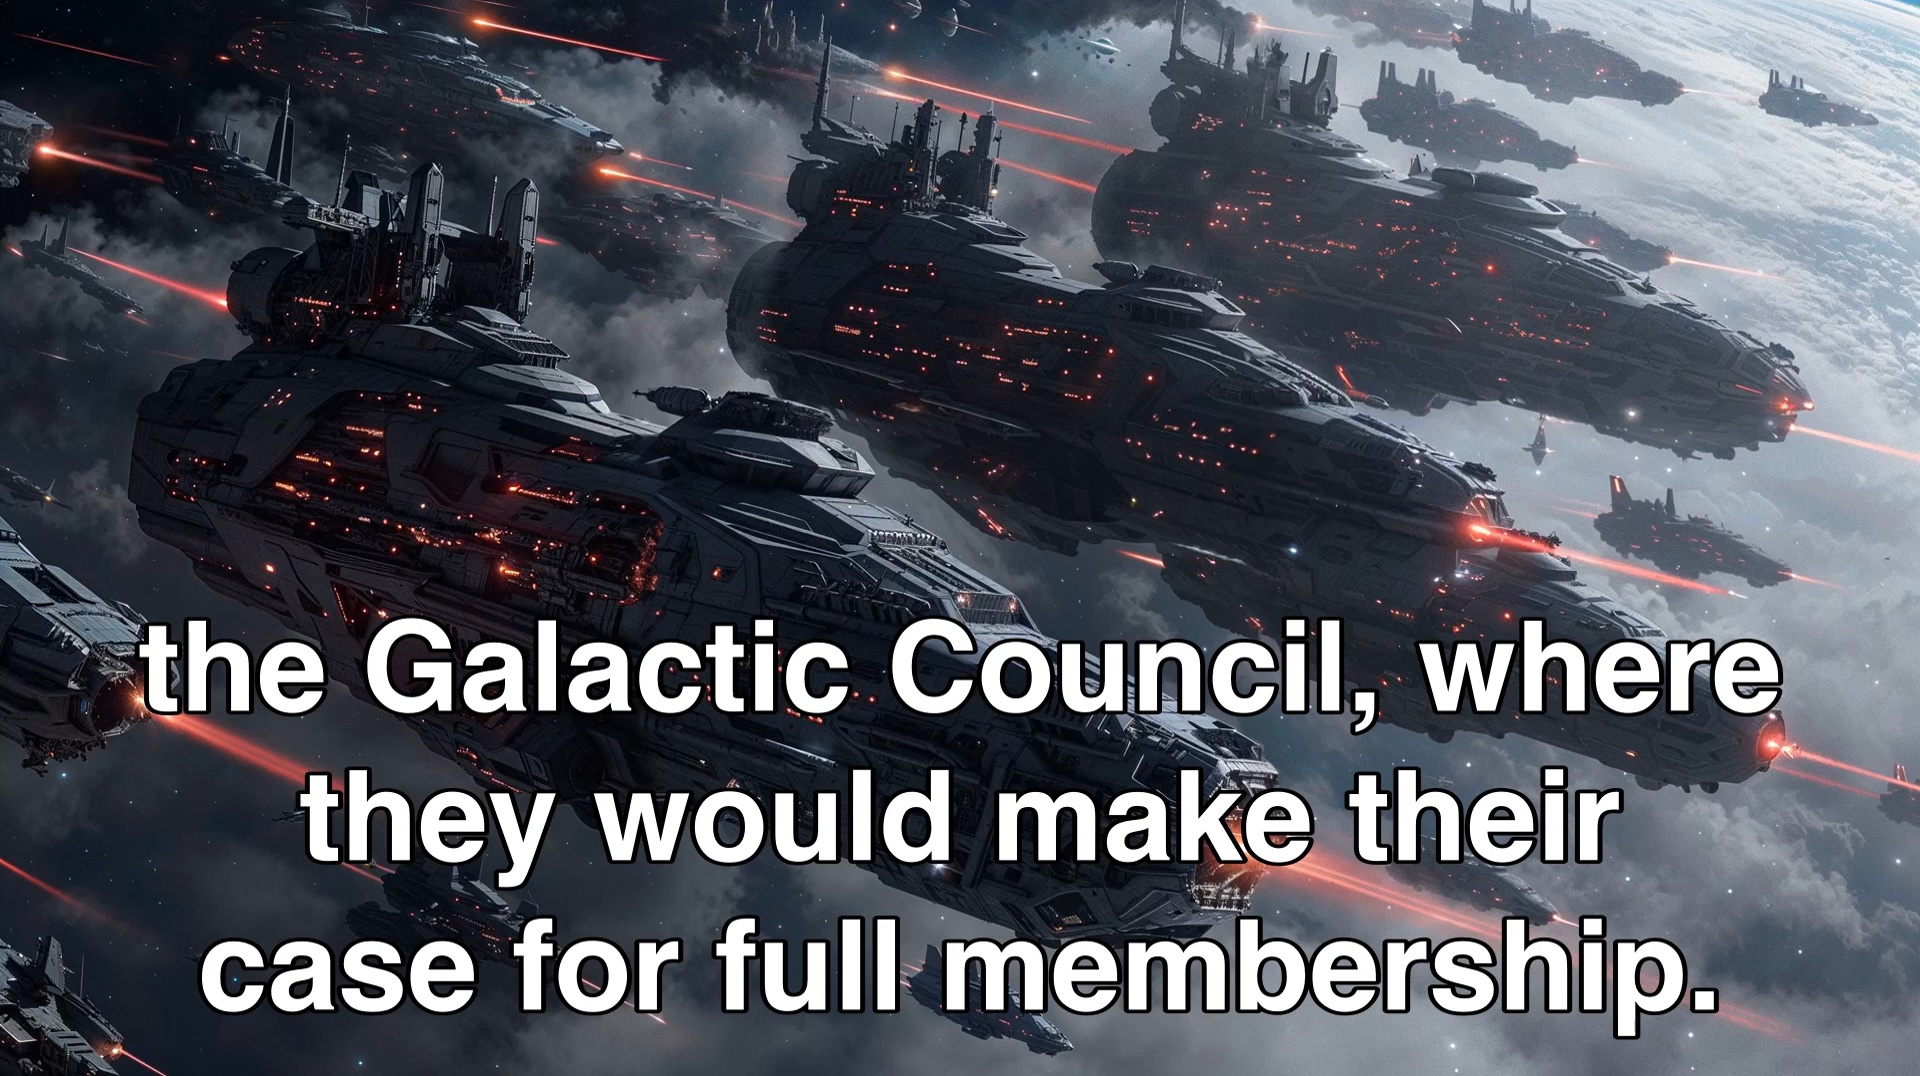 the Galactic Council, where
they would make their
case for full membership.